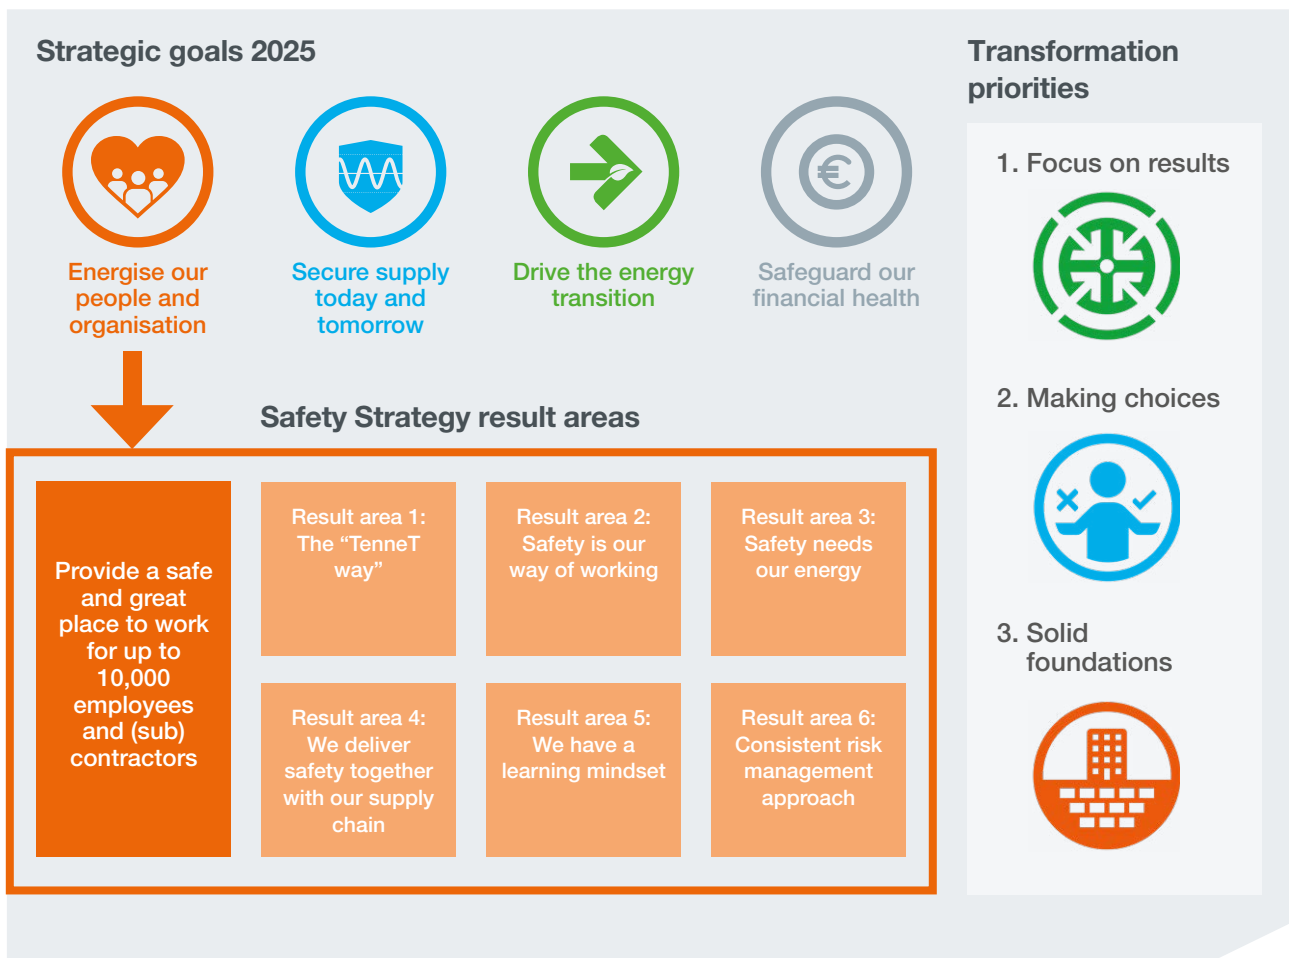 Strategic goals 2025
Energise our
people and
organisation
Secure supply
today and
tomorrow
Drive the energy
transition
€
Safeguard our
financial health
Safety Strategy result areas
Provide a safe
and great
place to work
for up to
10,000
employees
and (sub)
contractors
Result area 1:
The “TenneT
way”
Result area 2:
Safety is our
way of working
Result area 3:
Safety needs
our energy
Result area 4:
We deliver
safety together
with our supply
chain
Result area 5:
We have a
learning mindset
Result area 6:
Consistent risk
management
approach
Transformation
priorities
1. Focus on results
2. Making choices
3. Solid
foundations